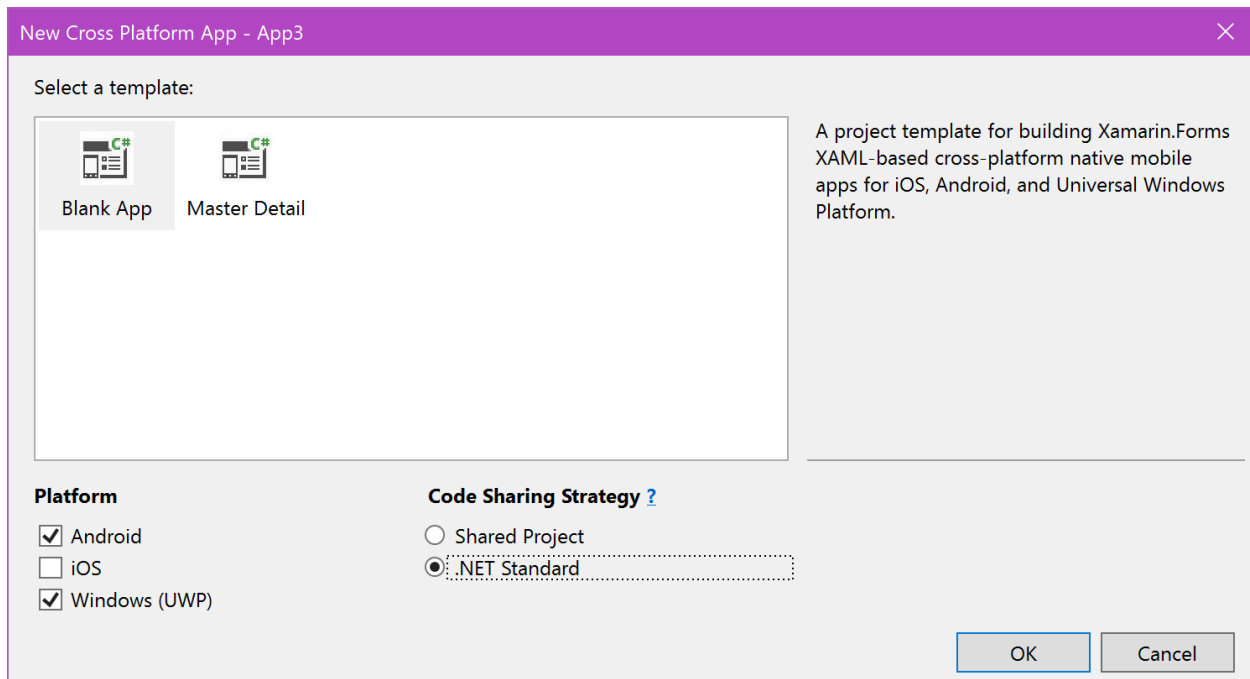 New Cross Platform App - App3
Select a template:
C#
C#
Blank App
Master Detail
A project template for building Xamarin.Forms
XAML-based cross-platform native mobile
apps for iOS, Android, and Universal Windows
Platform.
Platform
Android
iOS
Windows (UWP)
Code Sharing Strategy ?
Shared Project
.NET Standard
OK
Cancel